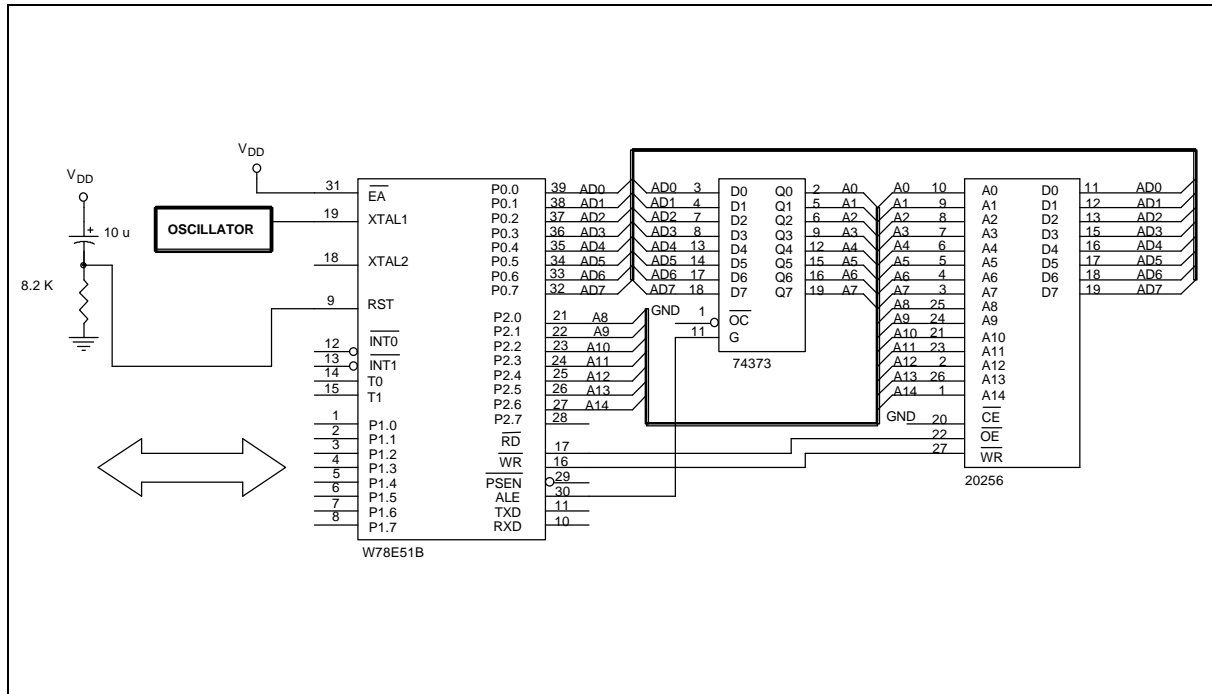 VDD
10 u
8.2 K
VDD
OSCILLATOR
31 EA
19 XTAL1
18 XTAL2
9 RST
12 INT0
13 INT1
14 T0
15 T1
1 P1.0
2 P1.1
3 P1.2
4 P1.3
5 P1.4
6 P1.5
7 P1.6
8 P1.7
P0.0 39 AD0
P0.1 38 AD1
P0.2 37 AD2
P0.3 36 AD3
P0.4 35 AD4
P0.5 34 AD5
P0.6 33 AD6
P0.7 32 AD7
P2.0 21 A8
P2.1 22 A9
P2.2 23 A10
P2.3 24 A11
P2.4 25 A12
P2.5 26 A13
P2.6 27 A14
P2.7 28
RD 17
WR 16
PSEN 29
ALE 30
TXD 11
RXD 10
W78E51B
AD0 3 D0 Q0 2 A0
AD1 4 D1 Q1 5 A1
AD2 7 D2 Q2 6 A2
AD3 8 D3 Q3 9 A3
AD4 13 D4 Q4 12 A4
AD5 14 D5 Q5 15 A5
AD6 17 D6 Q6 16 A6
AD7 18 D7 Q7 19 A7
GND 1 OC
11 G
74373
A0 10 A0 D0 11 AD0
A1 9 A1 D1 12 AD1
A2 8 A2 D2 13 AD2
A3 7 A3 D3 15 AD3
A4 6 A4 D4 16 AD4
A5 5 A5 D5 17 AD5
A6 4 A6 D6 18 AD6
A7 3 A7 D7 19 AD7
A8 25 A8
A9 24 A9
A10 21 A10
A11 23 A11
A12 2 A12
A13 26 A13
A14 1 A14
GND 20 CE
22 OE
27 WR
20256